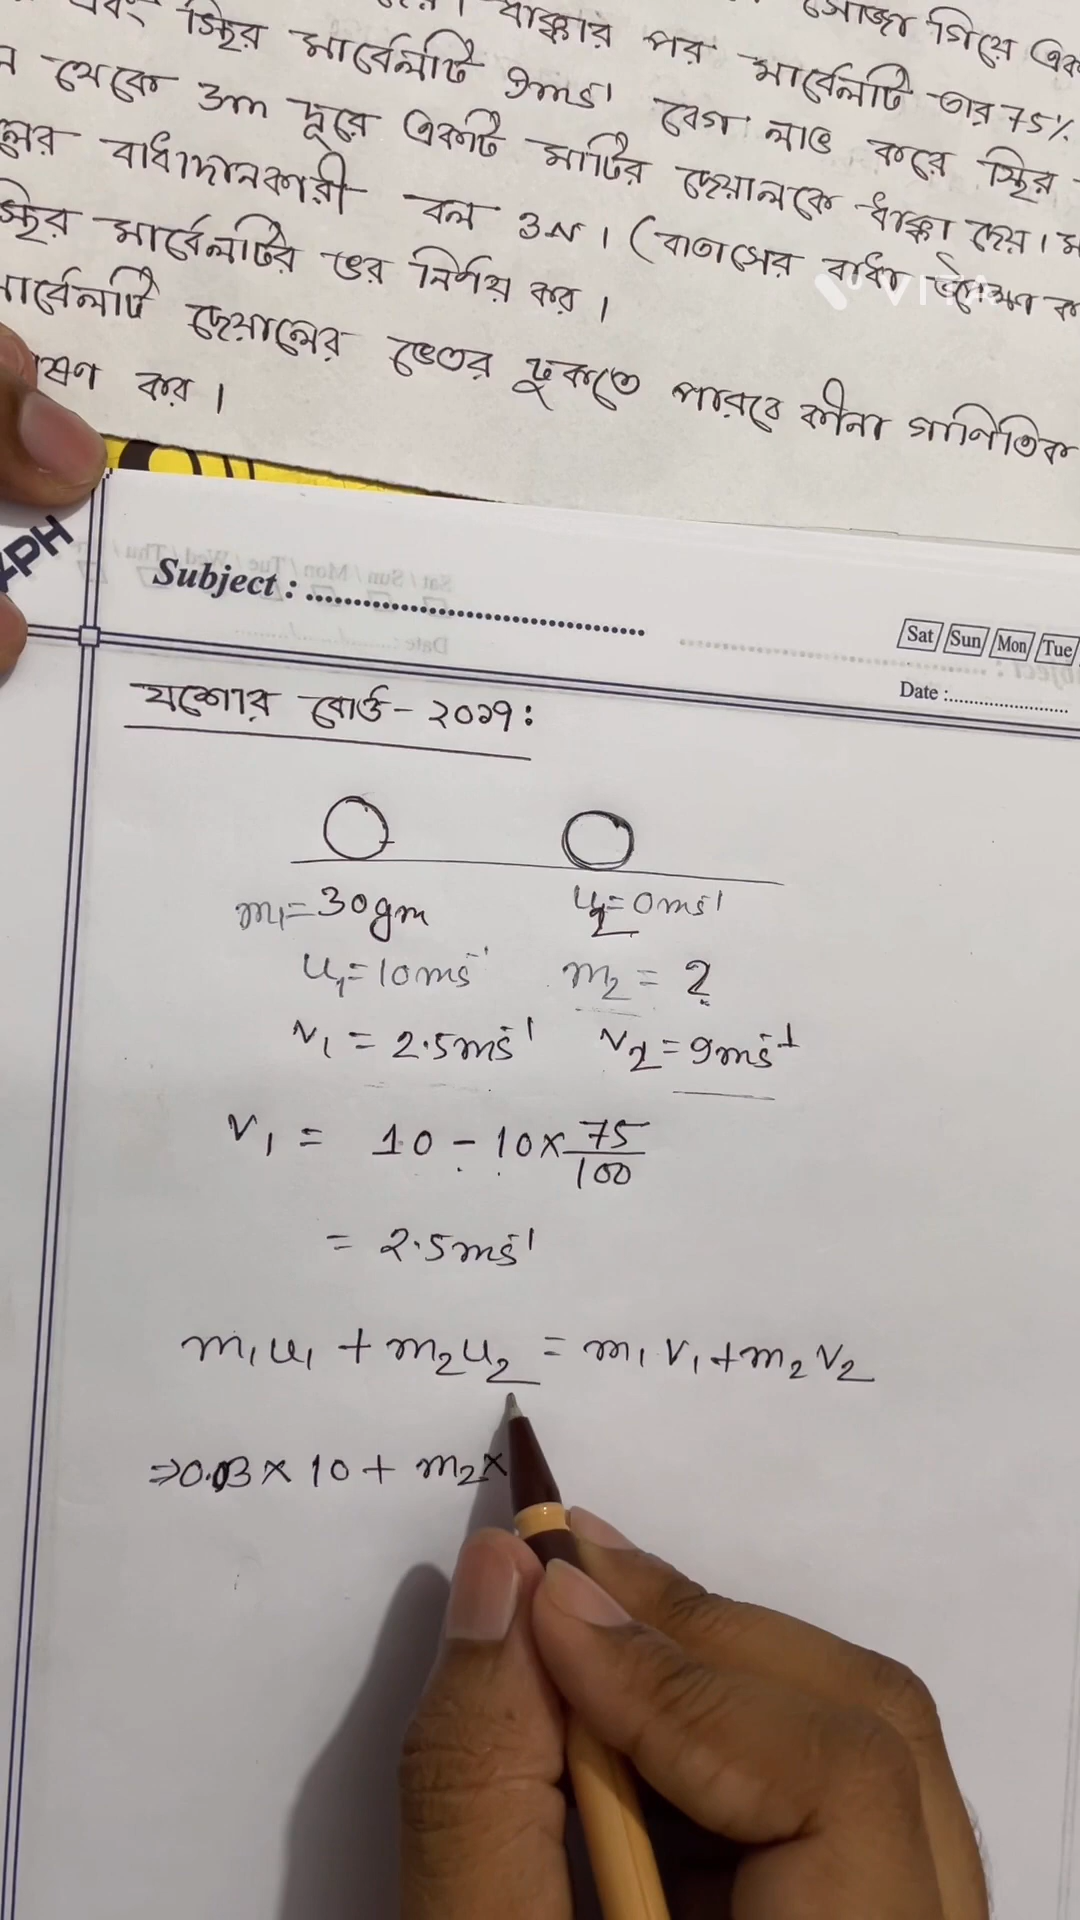 সোজা গিয়ে
এবং স্থির মার্বেলটি ধাক্কার পর মার্বেলটি তার 75%
থেকে 3m দূরে 9ms⁻¹ বেগ লাভ করে স্থির
বাধাদানকারী একটি মাটির দেয়ালকে ধাক্কা দেয়।
স্থির মার্বেলটির বল 3N। (বাতাসের বাধা
মার্বেলটি ভর নির্ণয় কর।
দেয়ালের ভেতর ঢুকতে পারবে কীনা গাণিতিক
কর।
VITA
Subject :
Sat Sun Mon Tue
Date :
যশোর বোর্ড - ২০১৭:
m₁ = 30gm u₂ = 0ms⁻¹
u₁ = 10ms⁻¹ m₂ = ?
v₁ = 2.5ms⁻¹ v₂ = 9ms⁻¹
v₁ = 10 - 10 × 75/100
= 2.5ms⁻¹
m₁u₁ + m₂u₂ = m₁v₁ + m₂v₂
⇒ 0.03 × 10 + m₂ ×